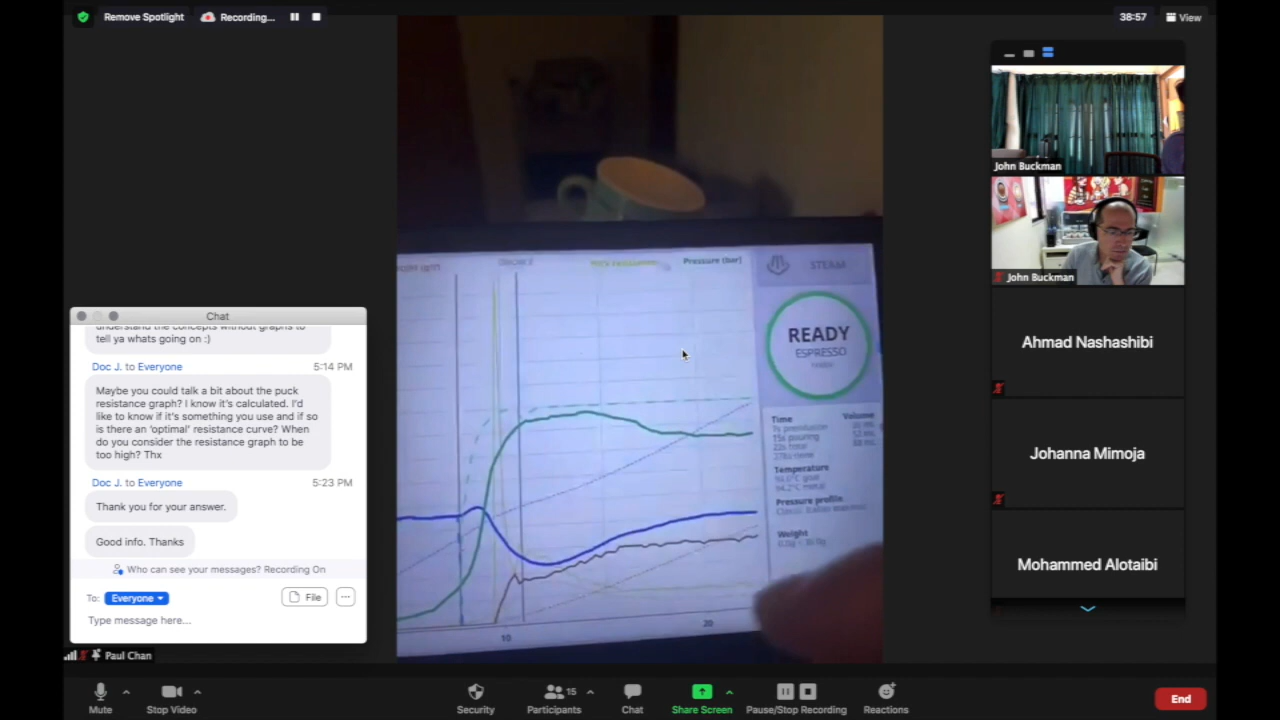 Remove Spotlight
Recording...
38:57
View
John Buckman
John Buckman
Ahmad Nashashibi
Johanna Mimoja
Mohammed Alotaibi
Pressure (bar)
STEAM
READY
ESPRESSO
Time
Volume
7s preinfusion
15s pouring
22s total
Temperature
Pressure profile
Weight
10
20
Chat
understand the concepts without graphs to
tell ya whats going on :)
Doc J. to Everyone
5:14 PM
Maybe you could talk a bit about the puck
resistance graph? I know it's calculated. I'd
like to know if it's something you use and if so
is there an 'optimal' resistance curve? When
do you consider the resistance graph to be
too high? Thx
Doc J. to Everyone
5:23 PM
Thank you for your answer.
Good info. Thanks
Who can see your messages? Recording On
To: Everyone
File
Type message here...
Paul Chan
Mute
Stop Video
Security
Participants
15
Chat
Share Screen
Pause/Stop Recording
Reactions
End